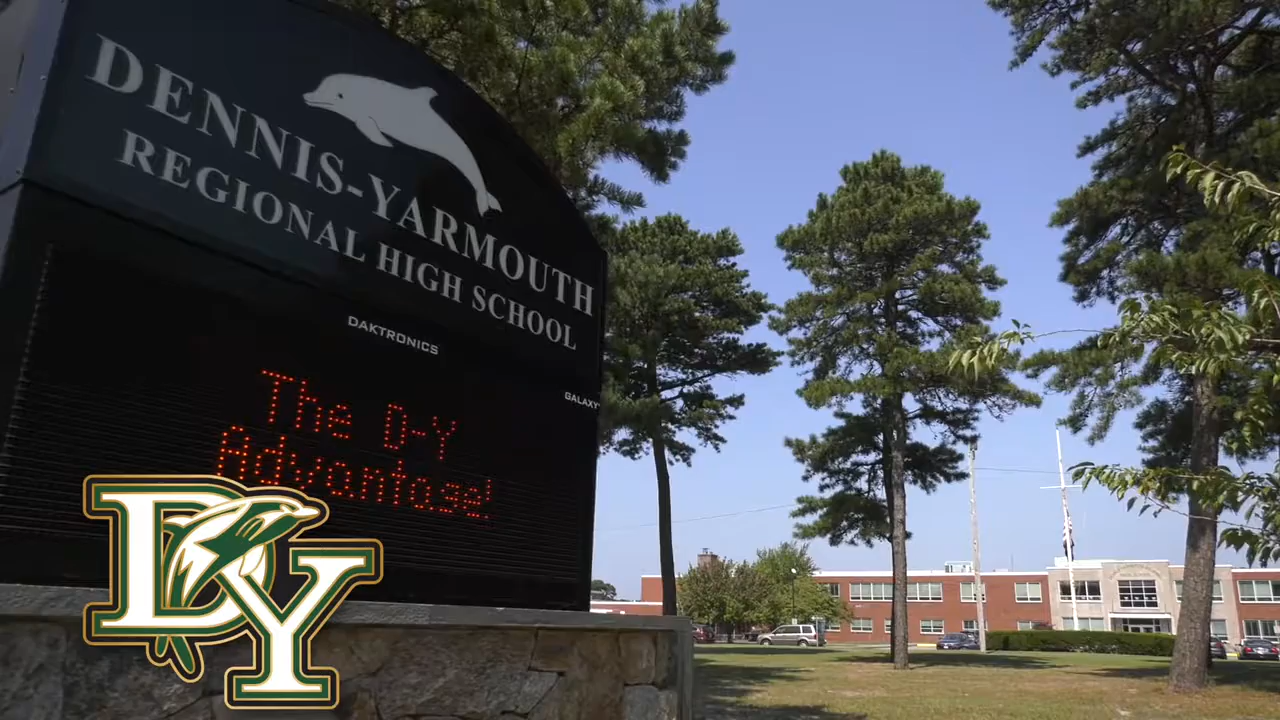 DENNIS-YARMOUTH
REGIONAL HIGH SCHOOL
DAKTRONICS
GALAXY
The D-Y
Advantage!
DY